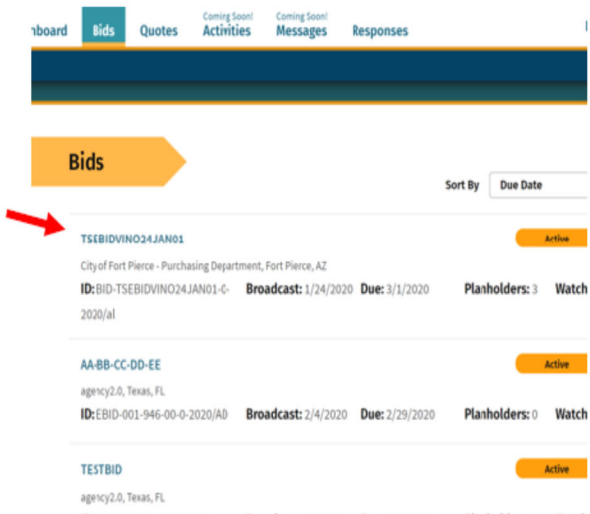 Coming Soon! Coming Soon!
Bids Quotes Activities Messages Responses
Bids
Sort By Due Date
TSEBIDVINO24JAN01 Active
City of Fort Pierce - Purchasing Department, Fort Pierce, AZ
ID: BID-TSEBIDVINO24JAN01-0- Broadcast: 1/24/2020 Due: 3/1/2020 Planholders: 3 Watch
2020/al
AA-BB-CC-DD-EE Active
agency2.0, Texas, FL
ID: EBID-001-946-00-0-2020/AD Broadcast: 2/4/2020 Due: 2/29/2020 Planholders: 0 Watch
TESTBID Active
agency2.0, Texas, FL